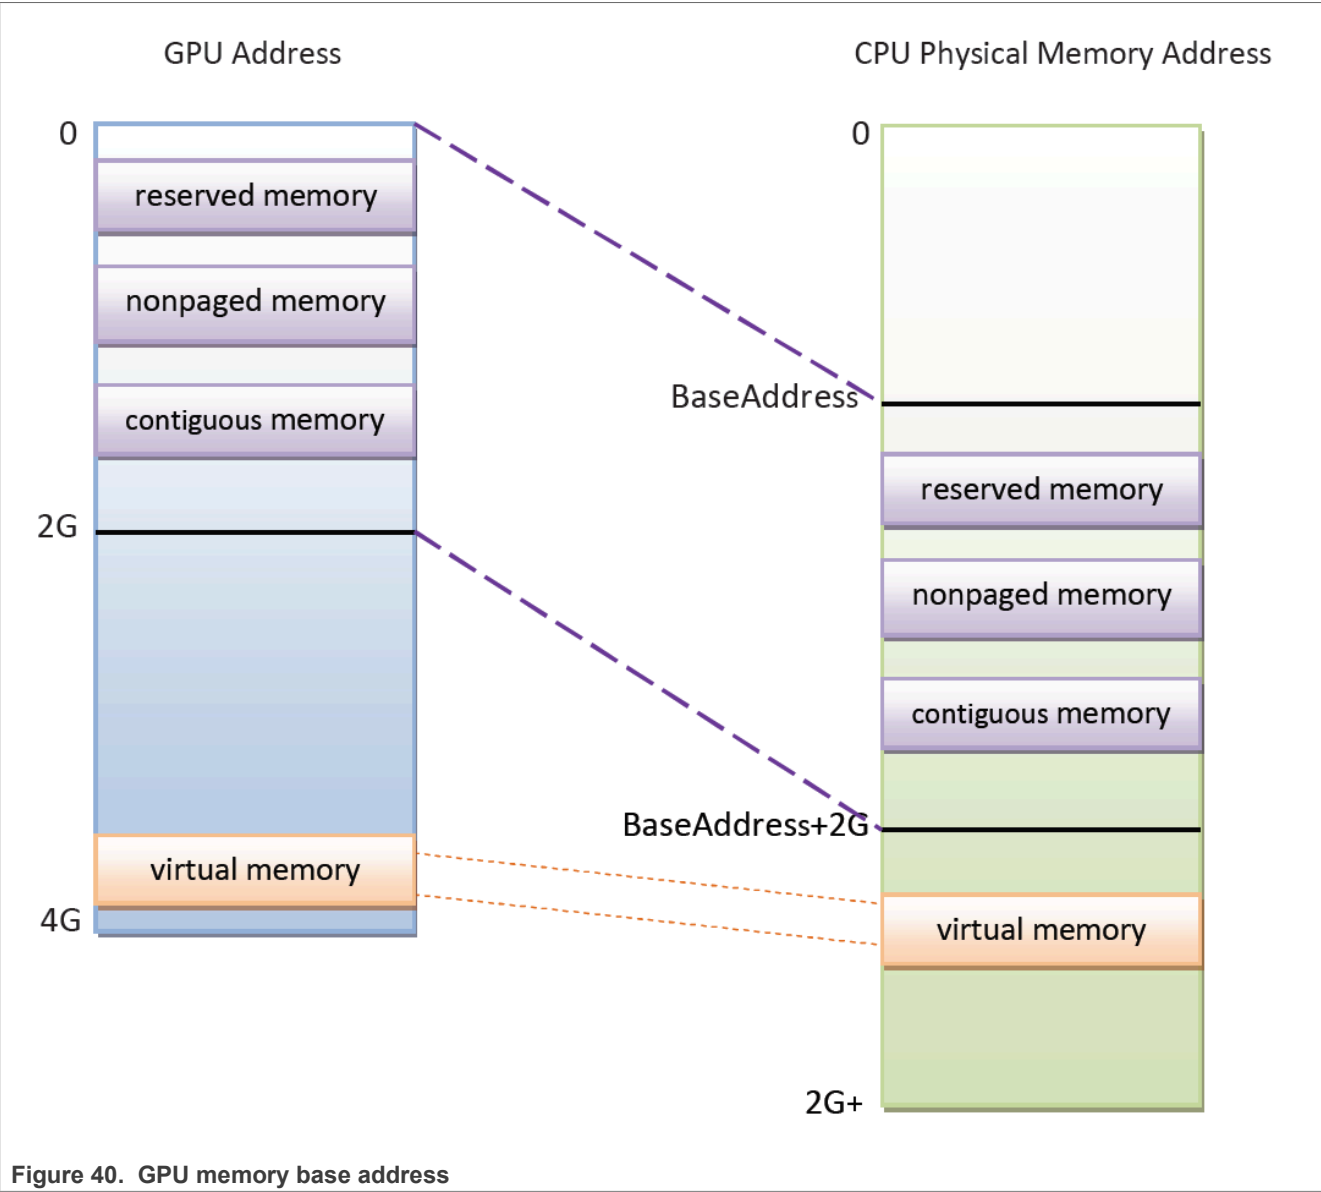 GPU Address
CPU Physical Memory Address
0
0
reserved memory
nonpaged memory
BaseAddress
contiguous memory
reserved memory
2G
nonpaged memory
contiguous memory
BaseAddress+2G
virtual memory
4G
virtual memory
2G+
Figure 40. GPU memory base address